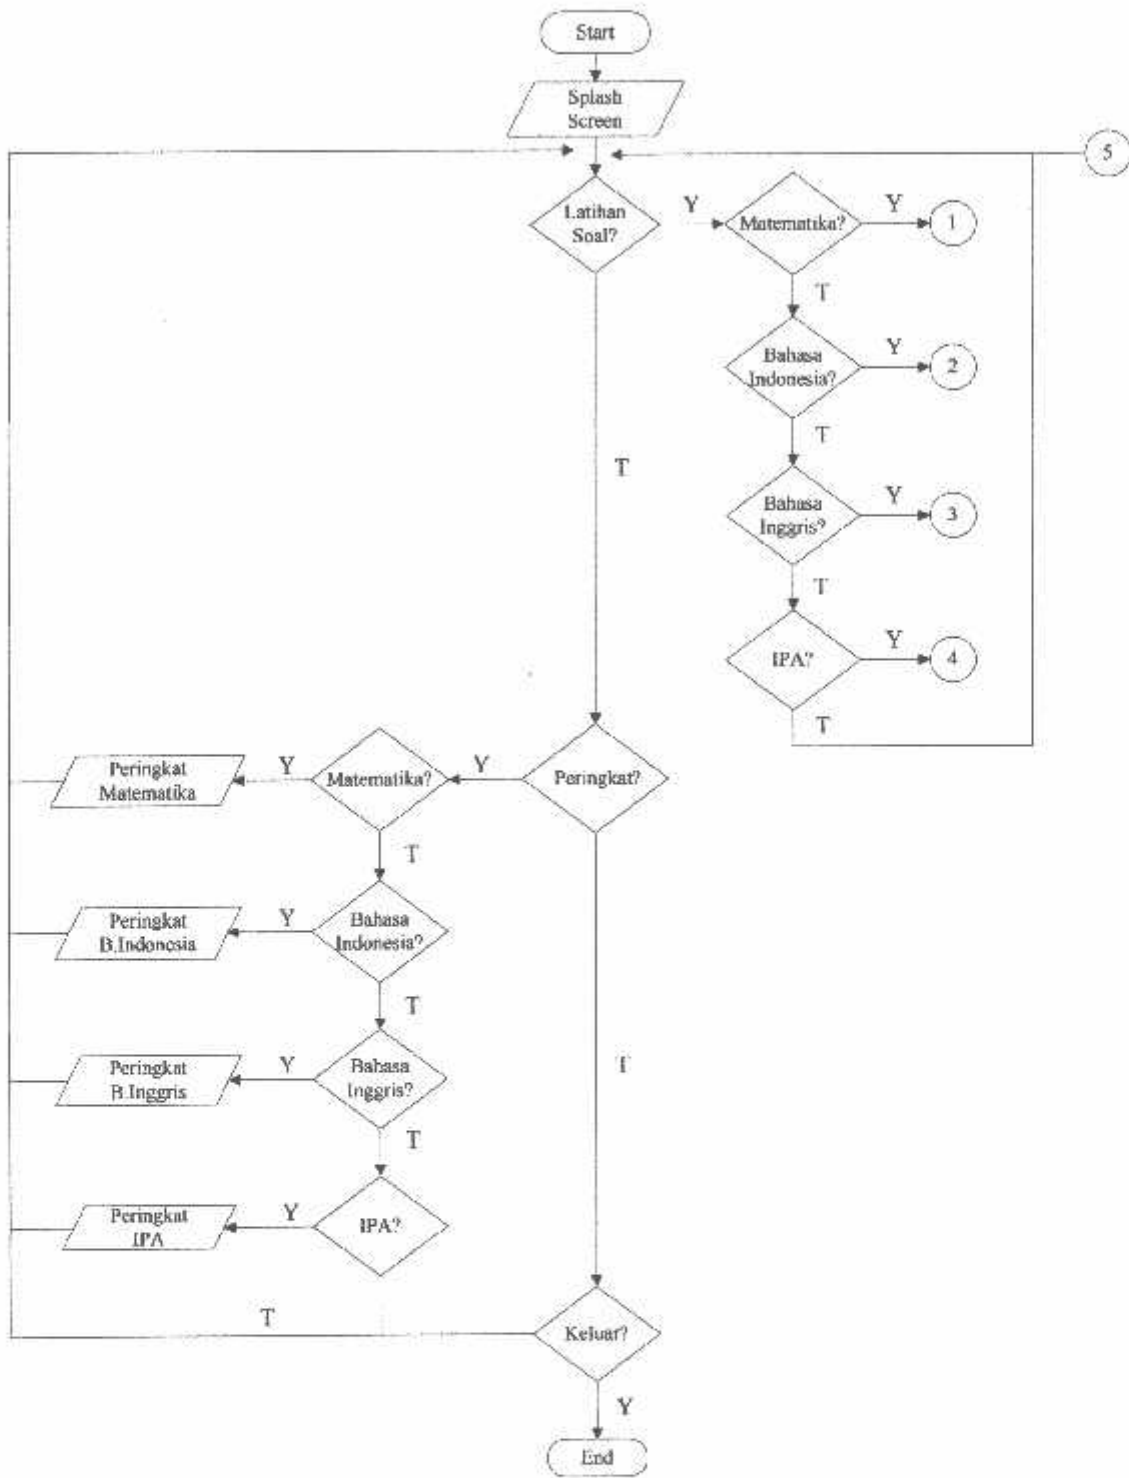 Start
Splash
Screen
5
Latihan
Soal?
Y
Matematika?
Y
1
T
Bahasa
Indonesia?
Y
2
T
T
Bahasa
Inggris?
Y
3
T
IPA?
Y
4
T
Peringkat
Matematika
Y
Matematika?
Y
Peringkat?
T
Peringkat
B.Indonesia
Y
Bahasa
Indonesia?
T
Peringkat
B.Inggris
Y
Bahasa
Inggris?
T
T
Peringkat
IPA
Y
IPA?
T
Keluar?
Y
End